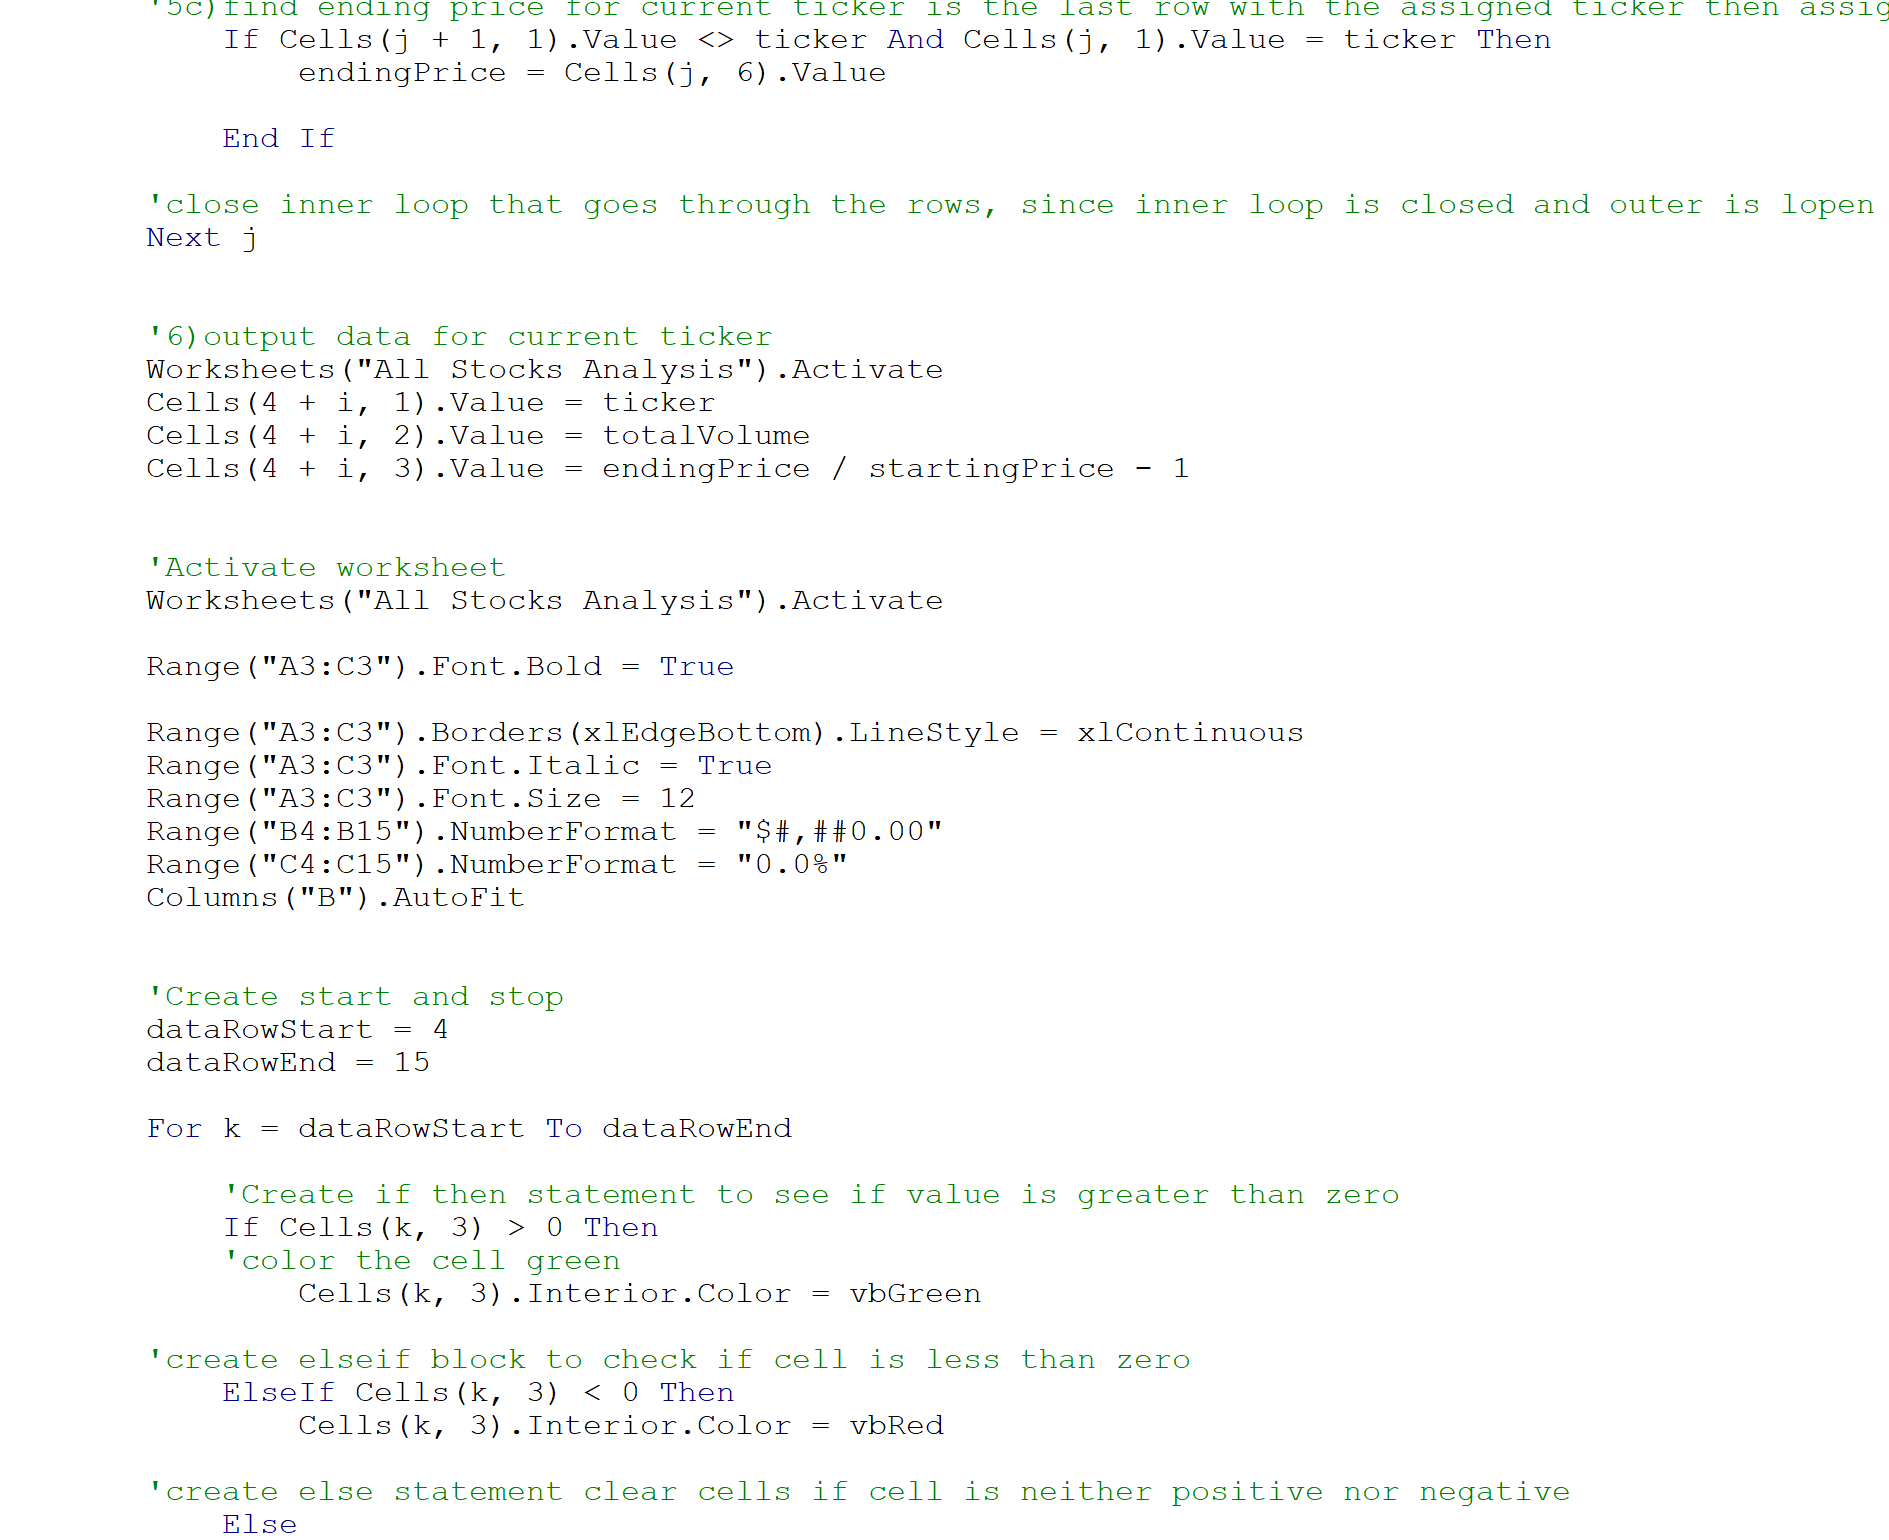 '5c)find ending price for current ticker is the last row with the assigned ticker then assig
If Cells(j + 1, 1).Value <> ticker And Cells(j, 1).Value = ticker Then
endingPrice = Cells(j, 6).Value
End If
'close inner loop that goes through the rows, since inner loop is closed and outer is lopen
Next j
'6)output data for current ticker
Worksheets("All Stocks Analysis").Activate
Cells(4 + i, 1).Value = ticker
Cells(4 + i, 2).Value = totalVolume
Cells(4 + i, 3).Value = endingPrice / startingPrice - 1
'Activate worksheet
Worksheets("All Stocks Analysis").Activate
Range("A3:C3").Font.Bold = True
Range("A3:C3").Borders(xlEdgeBottom).LineStyle = xlContinuous
Range("A3:C3").Font.Italic = True
Range("A3:C3").Font.Size = 12
Range("B4:B15").NumberFormat = "$#,##0.00"
Range("C4:C15").NumberFormat = "0.0%"
Columns("B").AutoFit
'Create start and stop
dataRowStart = 4
dataRowEnd = 15
For k = dataRowStart To dataRowEnd
'Create if then statement to see if value is greater than zero
If Cells(k, 3) > 0 Then
'color the cell green
Cells(k, 3).Interior.Color = vbGreen
'create elseif block to check if cell is less than zero
ElseIf Cells(k, 3) < 0 Then
Cells(k, 3).Interior.Color = vbRed
'create else statement clear cells if cell is neither positive nor negative
Else